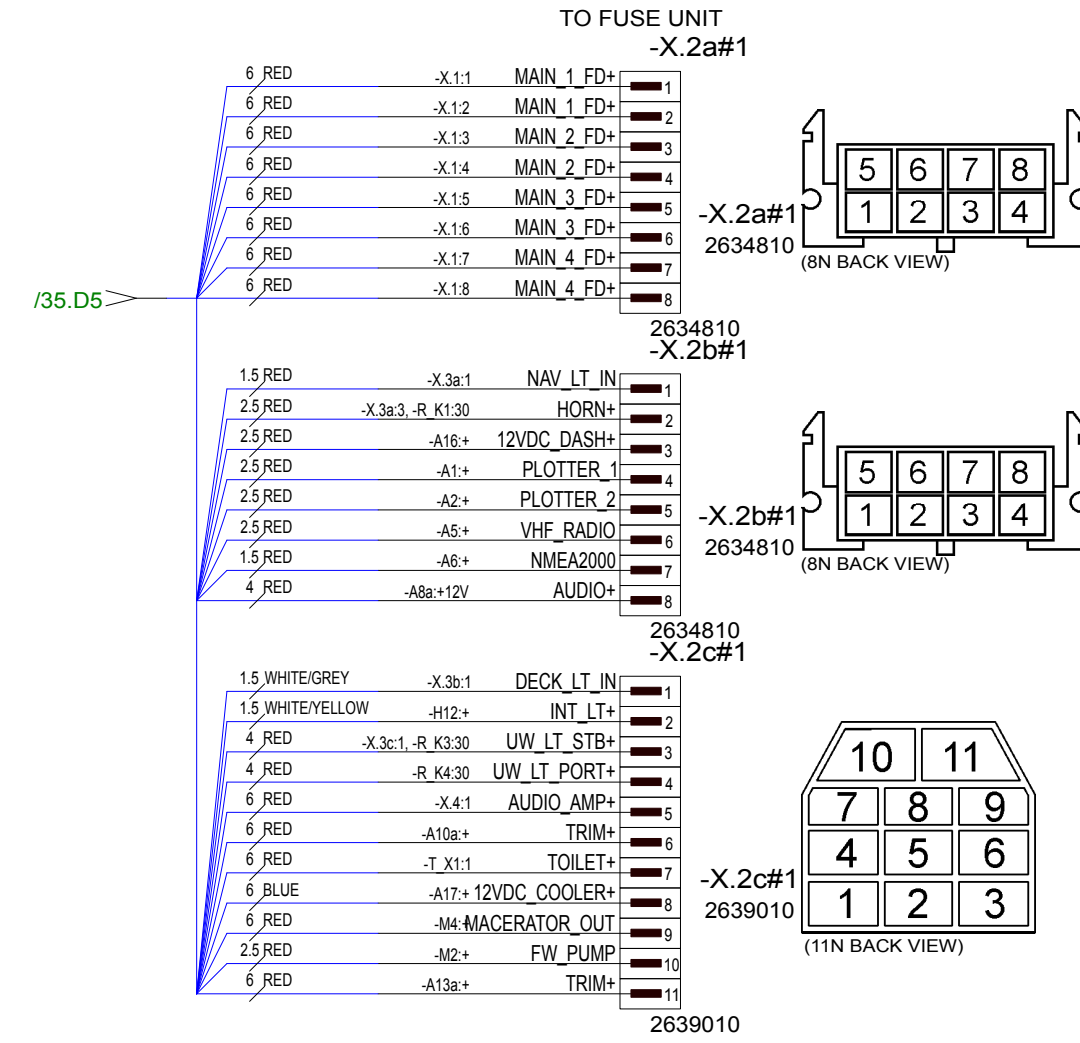 TO FUSE UNIT
-X.2a#1
6 RED -X.1:1 MAIN_1_FD+ 1
6 RED -X.1:2 MAIN_1_FD+ 2
6 RED -X.1:3 MAIN_2_FD+ 3
6 RED -X.1:4 MAIN_2_FD+ 4
6 RED -X.1:5 MAIN_3_FD+ 5
6 RED -X.1:6 MAIN_3_FD+ 6
6 RED -X.1:7 MAIN_4_FD+ 7
6 RED -X.1:8 MAIN_4_FD+ 8
/35.D5
2634810
5 6 7 8
1 2 3 4
-X.2a#1
2634810
(8N BACK VIEW)
-X.2b#1
1.5 RED -X.3a:1 NAV_LT_IN 1
2.5 RED -X.3a:3, -R_K1:30 HORN+ 2
2.5 RED -A16:+ 12VDC_DASH+ 3
2.5 RED -A1:+ PLOTTER_1 4
2.5 RED -A2:+ PLOTTER_2 5
2.5 RED -A5:+ VHF_RADIO 6
1.5 RED -A6:+ NMEA2000 7
4 RED -A8a:+12V AUDIO+ 8
2634810
5 6 7 8
1 2 3 4
-X.2b#1
2634810
(8N BACK VIEW)
-X.2c#1
1.5 WHITE/GREY -X.3b:1 DECK_LT_IN 1
1.5 WHITE/YELLOW -H12:+ INT_LT+ 2
4 RED -X.3c:1, -R_K3:30 UW_LT_STB+ 3
4 RED -R_K4:30 UW_LT_PORT+ 4
6 RED -X.4:1 AUDIO_AMP+ 5
6 RED -A10a:+ TRIM+ 6
6 RED -T_X1:1 TOILET+ 7
6 BLUE -A17:+ 12VDC_COOLER+ 8
6 RED -M4:+ MACERATOR_OUT 9
2.5 RED -M2:+ FW_PUMP 10
6 RED -A13a:+ TRIM+ 11
2639010
10 11
7 8 9
4 5 6
1 2 3
-X.2c#1
2639010
(11N BACK VIEW)